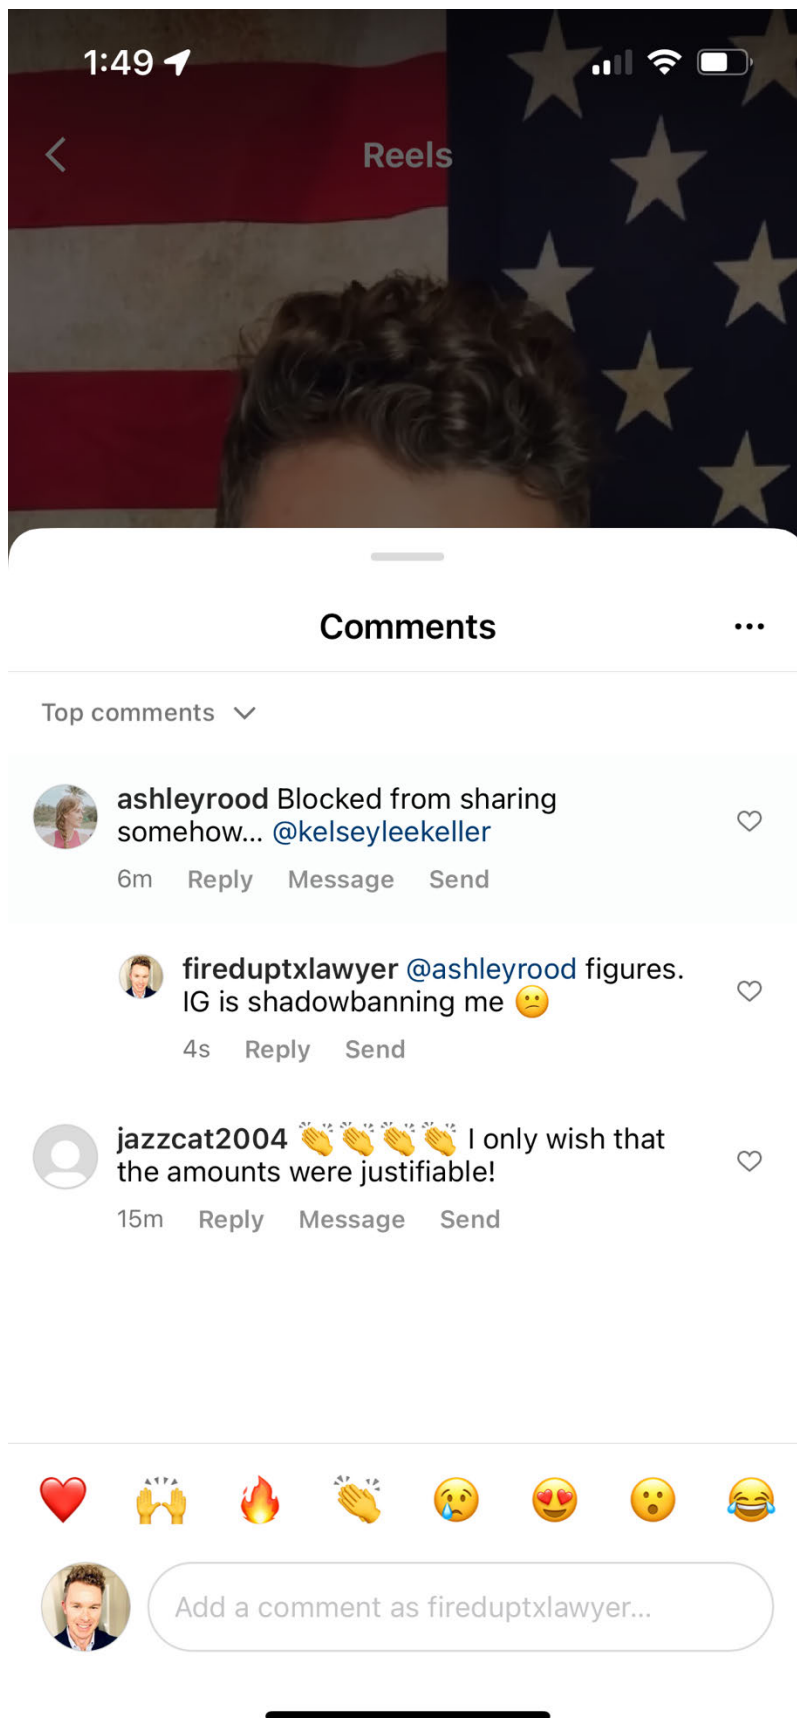 1:49
Reels
Comments
Top comments
ashleyrood Blocked from sharing
somehow... @kelseyleekeller
6m Reply Message Send
fireduptxlawyer @ashleyrood figures.
IG is shadowbanning me 😕
4s Reply Send
jazzcat2004 👏👏👏👏 I only wish that
the amounts were justifiable!
15m Reply Message Send
Add a comment as fireduptxlawyer...